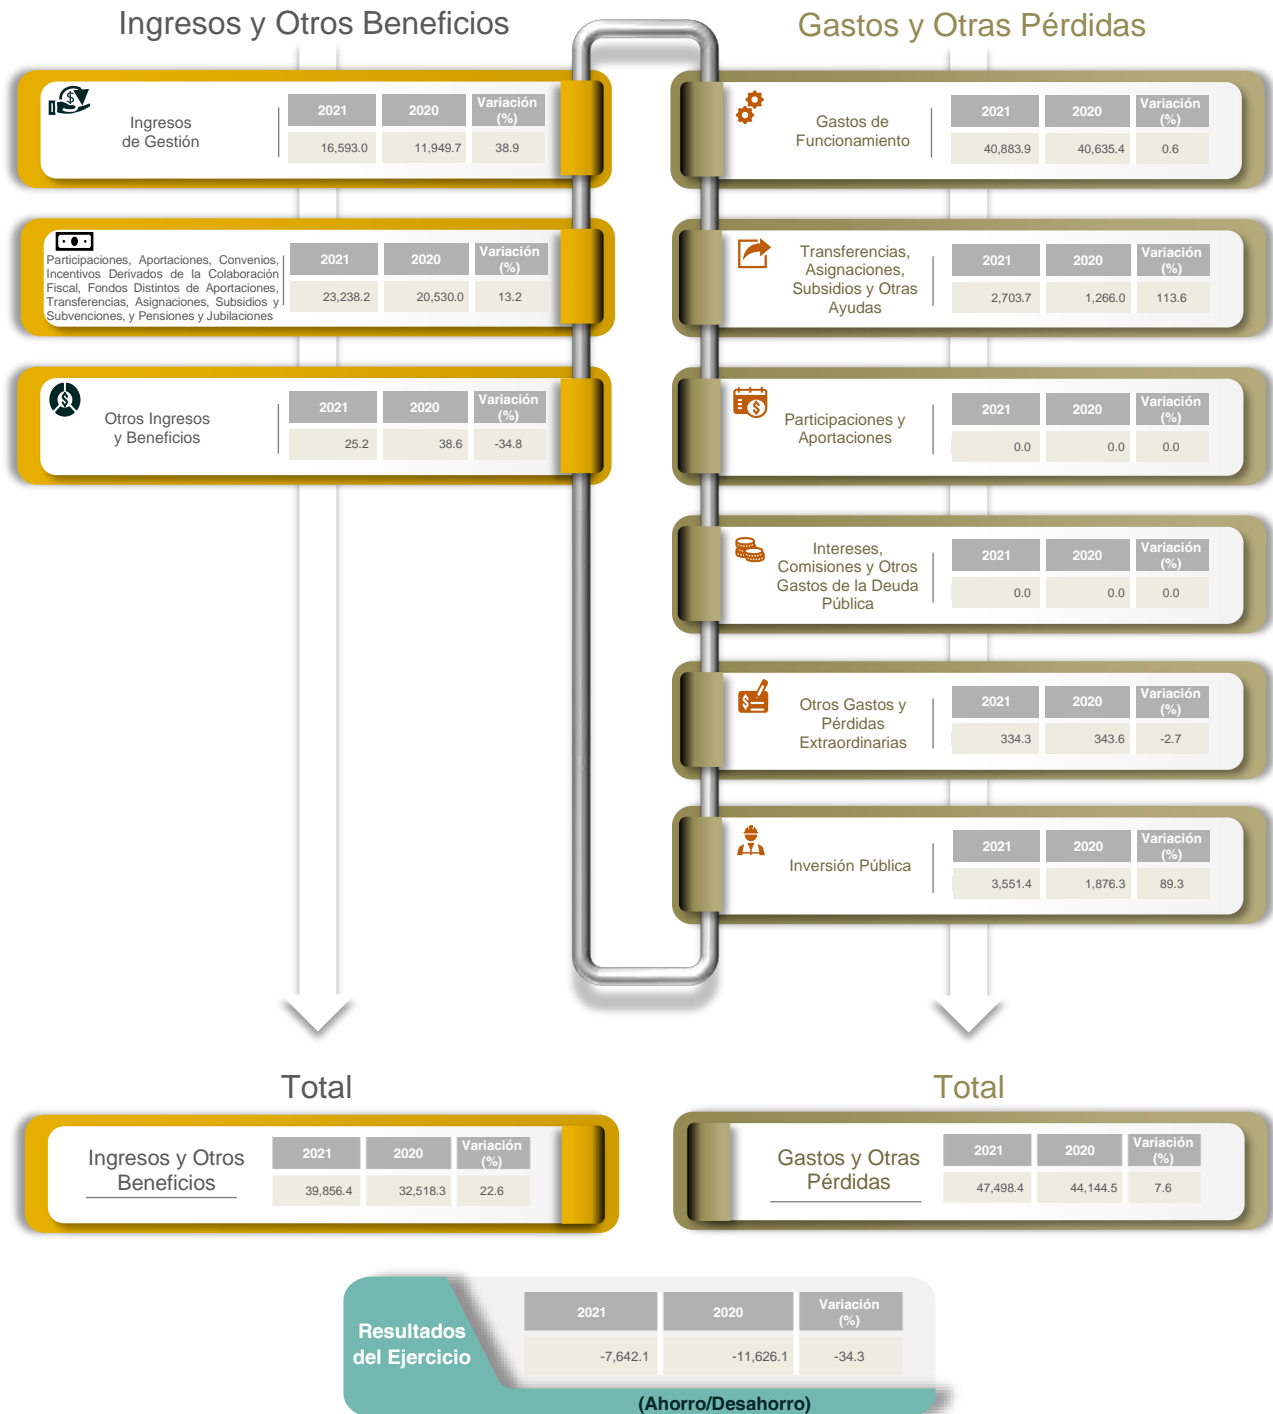 Ingresos y Otros Beneficios
Ingresos
de Gestión
2021 2020 Variación (%)
16,593.0 11,949.7 38.9
Participaciones, Aportaciones, Convenios,
Incentivos Derivados de la Colaboración
Fiscal, Fondos Distintos de Aportaciones,
Transferencias, Asignaciones, Subsidios y
Subvenciones, y Pensiones y Jubilaciones
2021 2020 Variación (%)
23,238.2 20,530.0 13.2
Otros Ingresos
y Beneficios
2021 2020 Variación (%)
25.2 38.6 -34.8
Total
Ingresos y Otros
Beneficios
2021 2020 Variación (%)
39,856.4 32,518.3 22.6
Gastos y Otras Pérdidas
Gastos de
Funcionamiento
2021 2020 Variación (%)
40,883.9 40,635.4 0.6
Transferencias,
Asignaciones,
Subsidios y Otras
Ayudas
2021 2020 Variación (%)
2,703.7 1,266.0 113.6
Participaciones y
Aportaciones
2021 2020 Variación (%)
0.0 0.0 0.0
Intereses,
Comisiones y Otros
Gastos de la Deuda
Pública
2021 2020 Variación (%)
0.0 0.0 0.0
Otros Gastos y
Pérdidas
Extraordinarias
2021 2020 Variación (%)
334.3 343.6 -2.7
Inversión Pública
2021 2020 Variación (%)
3,551.4 1,876.3 89.3
Total
Gastos y Otras
Pérdidas
2021 2020 Variación (%)
47,498.4 44,144.5 7.6
Resultados
del Ejercicio
2021 2020 Variación (%)
-7,642.1 -11,626.1 -34.3
(Ahorro/Desahorro)